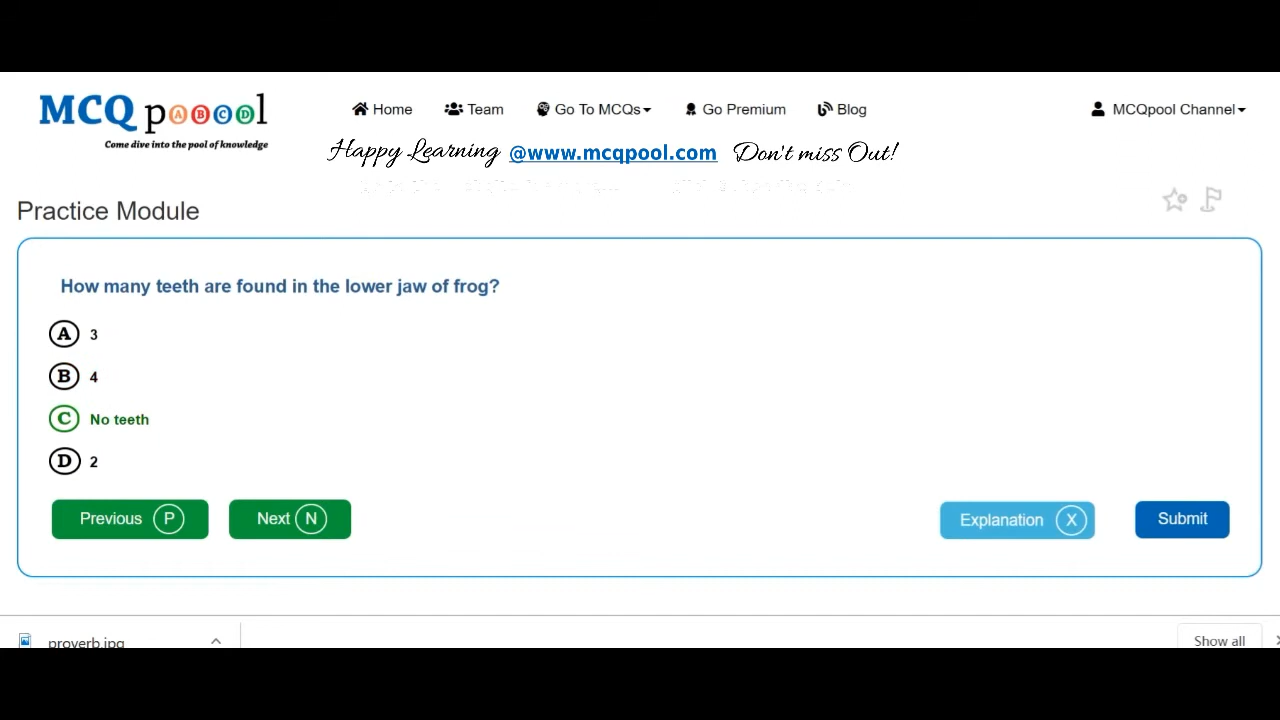 MCQ pooool
Come dive into the pool of knowledge
Home Team Go To MCQs Go Premium Blog MCQpool Channel
Happy Learning @www.mcqpool.com Don't miss Out!
Practice Module
How many teeth are found in the lower jaw of frog?
A 3
B 4
C No teeth
D 2
Previous P Next N Explanation X Submit
proverb.jpg Show all